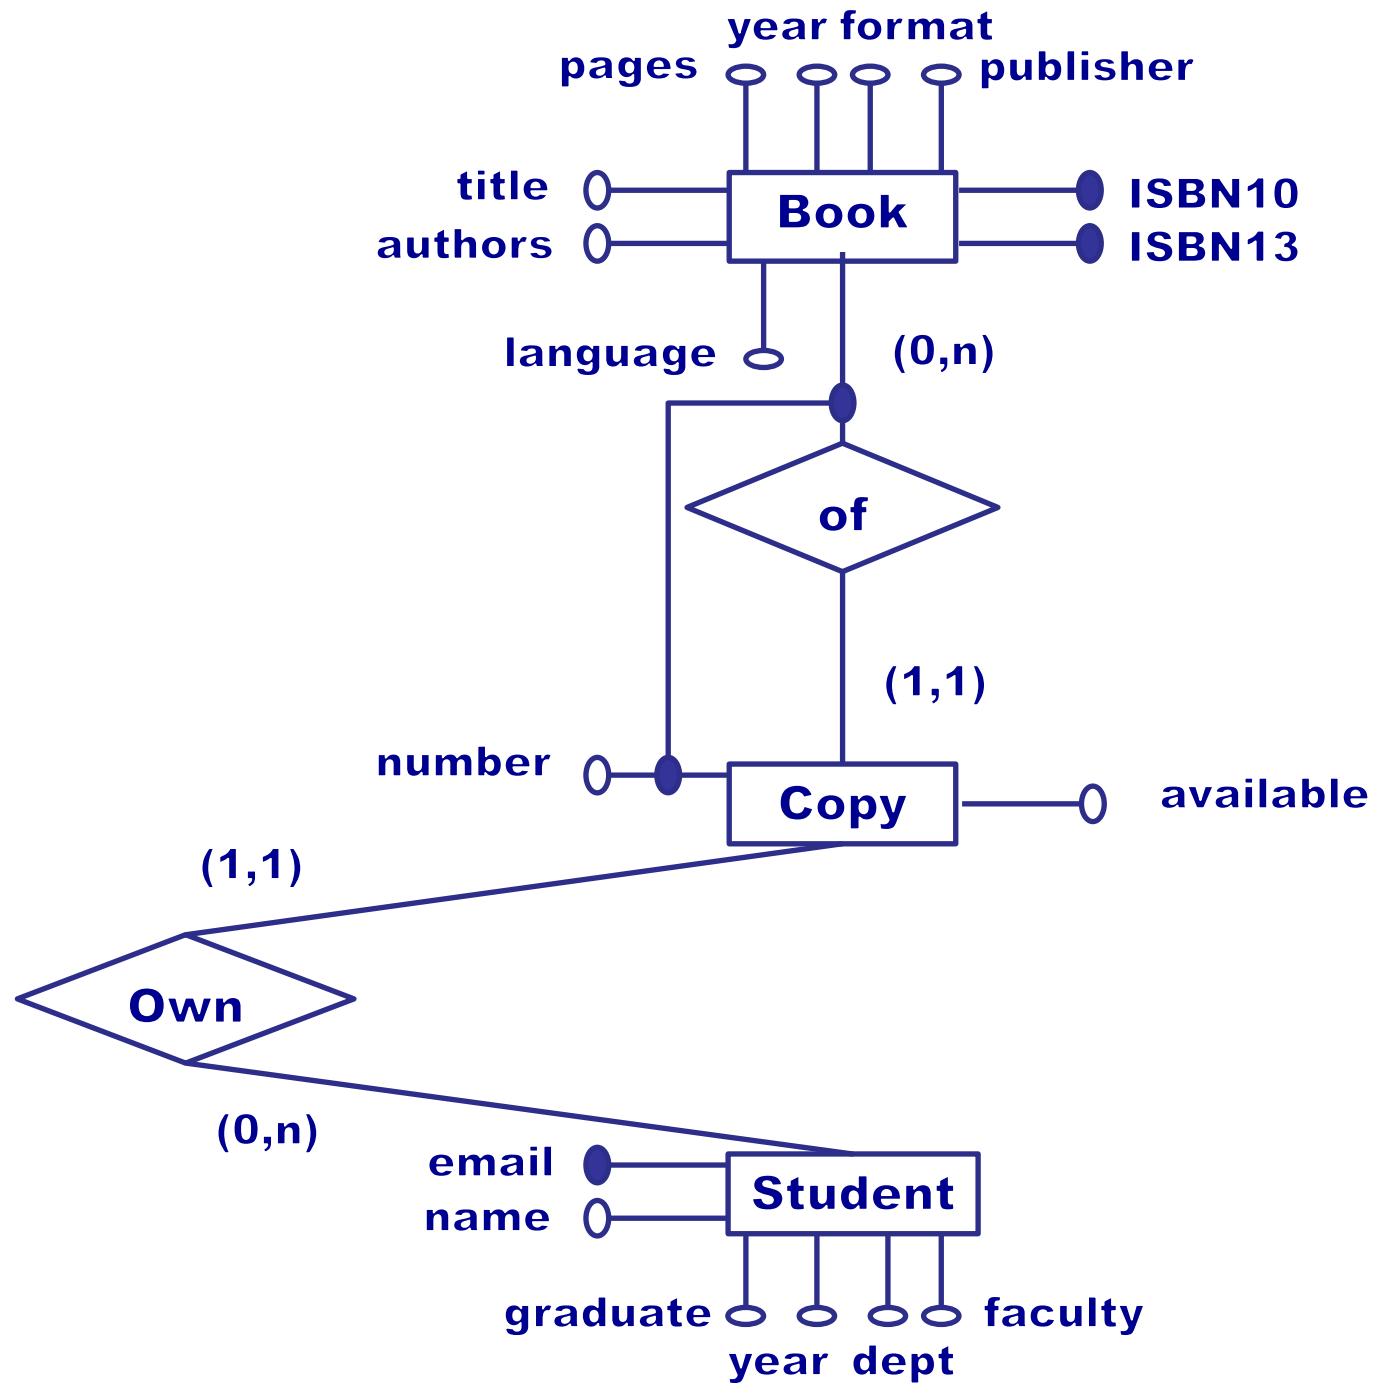 year format
pages
publisher
title
Book
ISBN10
authors
ISBN13
language
(0,n)
of
(1,1)
number
Copy
available
(1,1)
Own
(0,n)
email
Student
name
graduate
faculty
year dept